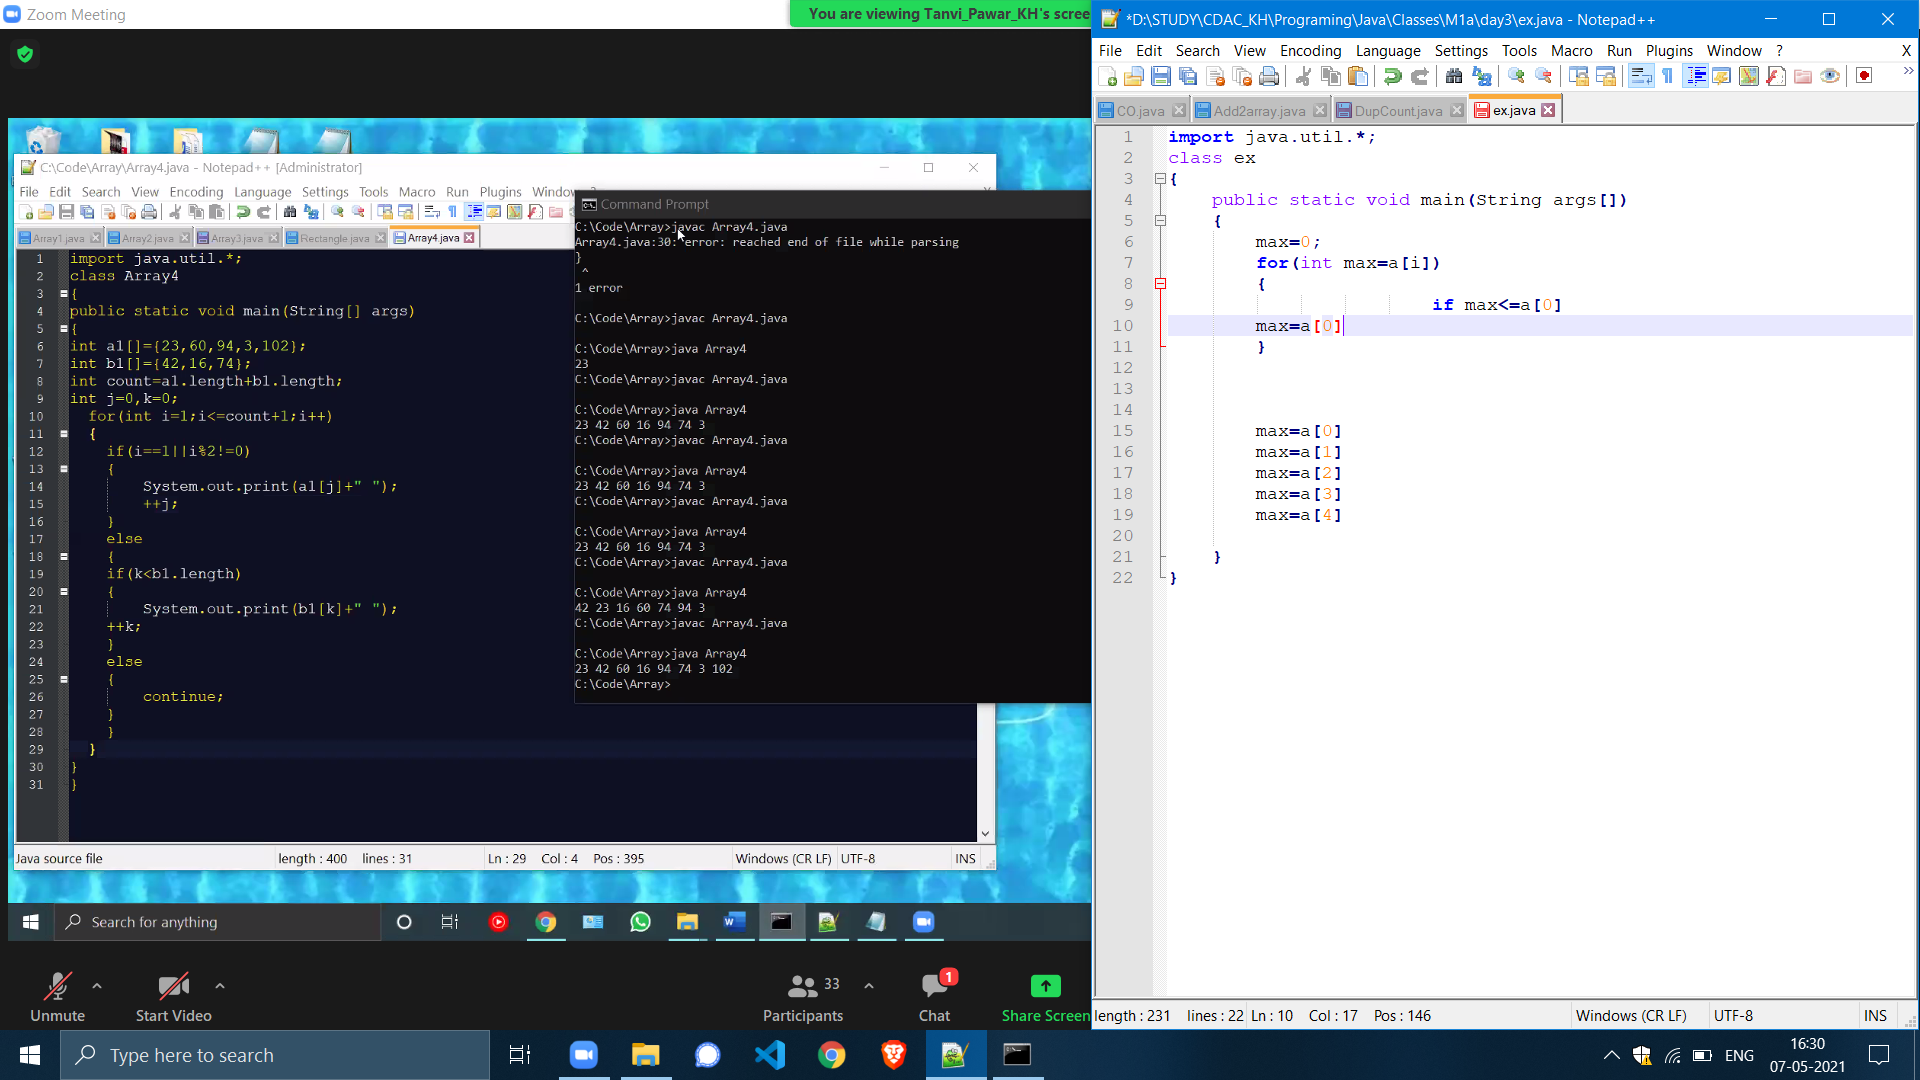 Zoom Meeting
You are viewing Tanvi_Pawar_KH's scree
C:\Code\Array\Array4.java - Notepad++ [Administrator]
File Edit Search View Encoding Language Settings Tools Macro Run Plugins Window
Array1.java Array2.java Array3.java Rectangle.java Array4.java
1 import java.util.*;
2 class Array4
3 {
4 public static void main(String[] args)
5 {
6 int a1[]={23,60,94,3,102};
7 int b1[]={42,16,74};
8 int count=a1.length+b1.length;
9 int j=0,k=0;
10 for(int i=1;i<=count+1;i++)
11 {
12 if(i==1||i%2!=0)
13 {
14 System.out.print(a1[j]+" ");
15 ++j;
16 }
17 else
18 {
19 if(k<b1.length)
20 {
21 System.out.print(b1[k]+" ");
22 ++k;
23 }
24 else
25 {
26 continue;
27 }
28 }
29 }
30 }
31 }
Java source file length : 400 lines : 31 Ln : 29 Col : 4 Pos : 395 Windows (CR LF) UTF-8 INS
Command Prompt
C:\Code\Array>javac Array4.java
Array4.java:30: error: reached end of file while parsing
}
^
1 error
C:\Code\Array>javac Array4.java
C:\Code\Array>java Array4
23
C:\Code\Array>javac Array4.java
C:\Code\Array>java Array4
23 42 60 16 94 74 3
C:\Code\Array>javac Array4.java
C:\Code\Array>java Array4
23 42 60 16 94 74 3
C:\Code\Array>javac Array4.java
C:\Code\Array>java Array4
23 42 60 16 94 74 3
C:\Code\Array>javac Array4.java
C:\Code\Array>java Array4
42 23 16 60 74 94 3
C:\Code\Array>javac Array4.java
C:\Code\Array>java Array4
23 42 60 16 94 74 3 102
C:\Code\Array>
Search for anything
Unmute
Start Video
33
Participants
1
Chat
Share Screen
*D:\STUDY\CDAC_KH\Programing\Java\Classes\M1a\day3\ex.java - Notepad++
File Edit Search View Encoding Language Settings Tools Macro Run Plugins Window ? X
CO.java Add2array.java DupCount.java ex.java
1 import java.util.*;
2 class ex
3 {
4 public static void main(String args[])
5 {
6 max=0;
7 for(int max=a[i])
8 {
9 if max<=a[0]
10 max=a[0]
11 }
12
13
14
15 max=a[0]
16 max=a[1]
17 max=a[2]
18 max=a[3]
19 max=a[4]
20
21 }
22 }
length : 231 lines : 22 Ln : 10 Col : 17 Pos : 146 Windows (CR LF) UTF-8 INS
Type here to search
ENG
16:30
07-05-2021